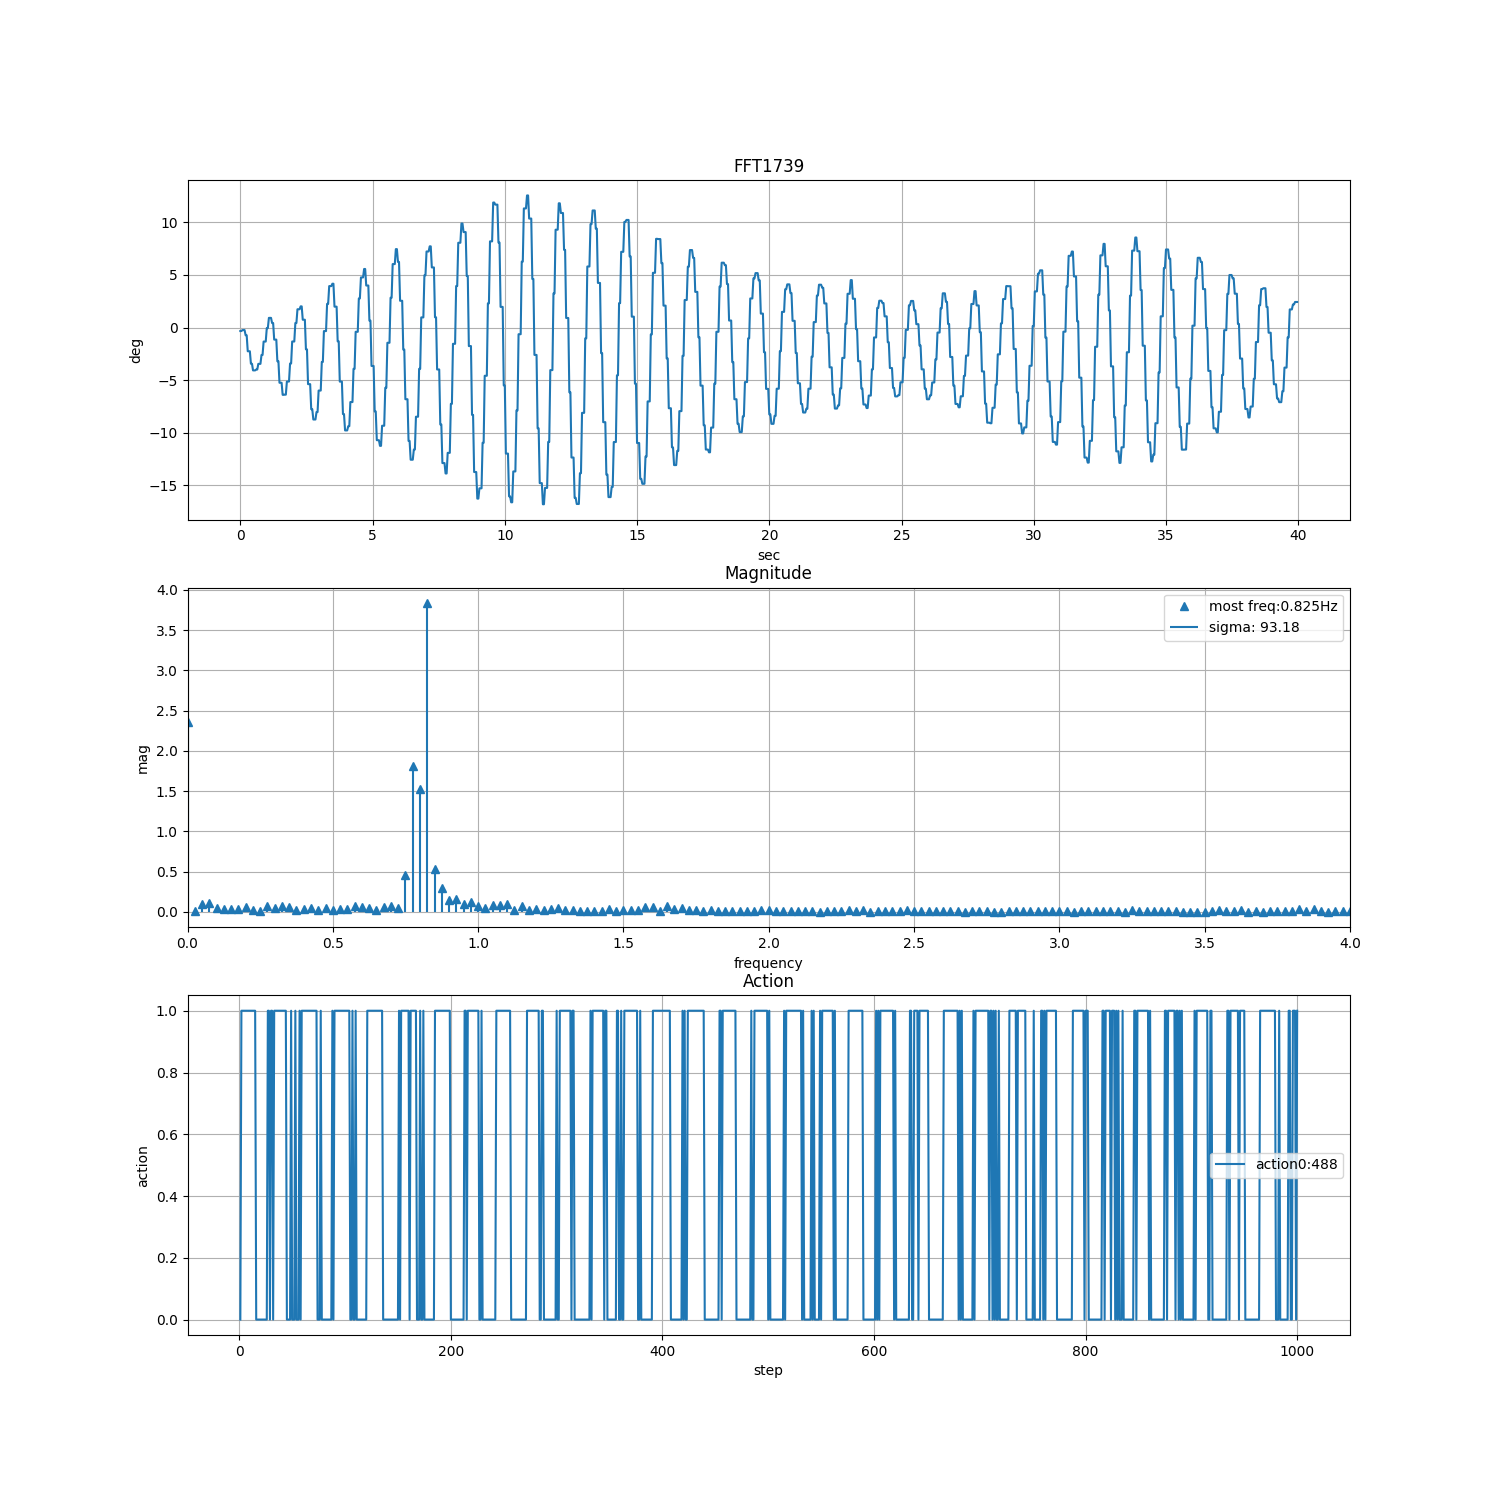 FFT1739
10
5
0
−5
−10
−15
deg
0 5 10 15 20 25 30 35 40
sec
Magnitude
4.0
3.5
3.0
2.5
2.0
1.5
1.0
0.5
0.0
mag
most freq:0.825Hz
sigma: 93.18
0.0 0.5 1.0 1.5 2.0 2.5 3.0 3.5 4.0
frequency
Action
1.0
0.8
0.6
0.4
0.2
0.0
action
action0:488
0 200 400 600 800 1000
step